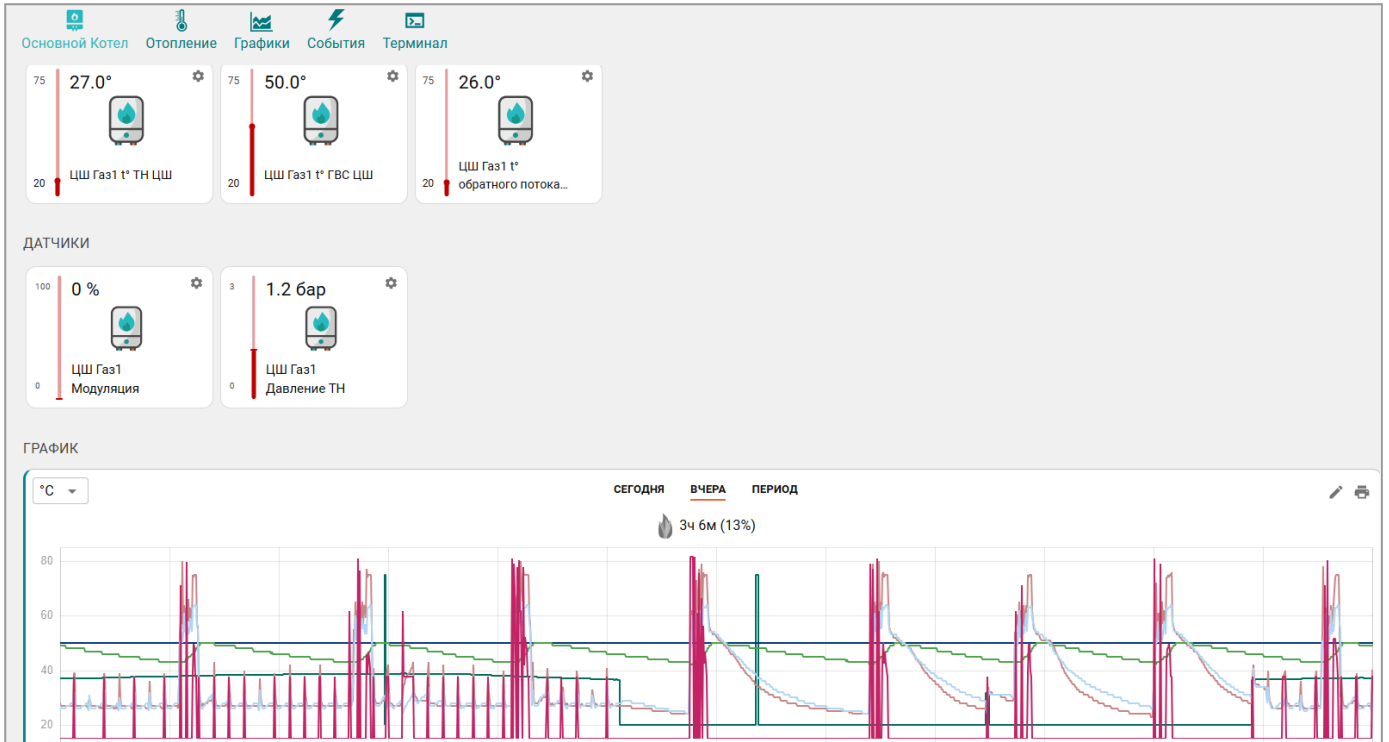 Основной Котел Отопление Графики События Терминал
75 27.0° 75 50.0° 75 26.0°
ЦШ Газ1 t°
ЦШ Газ1 t° ТН ЦШ ЦШ Газ1 t° ГВС ЦШ
20 20 20 обратного потока...
ДАТЧИКИ
100 0 % 3 1.2 бар
ЦШ Газ1 ЦШ Газ1
0 Модуляция 0 Давление ТН
ГРАФИК
°C СЕГОДНЯ ВЧЕРА ПЕРИОД
3ч 6м (13%)
80
60
40
20